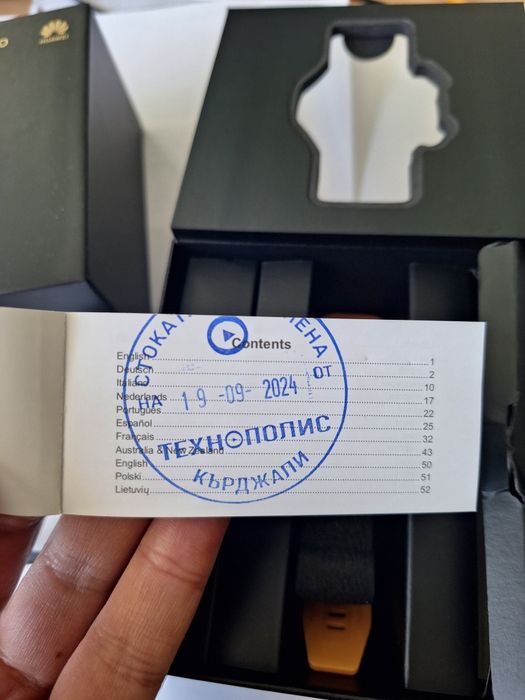 HUAWEI
Contents
English 1
Deutsch 2
Italiano 10
Nederlands 17
Português 22
Español 25
Français 32
Australia & New Zealand 43
English 50
Polski 51
Lietuvių 52
НА 19-09-2024 ОТ
ТЕХНОПОЛИС
КЪРДЖАЛИ